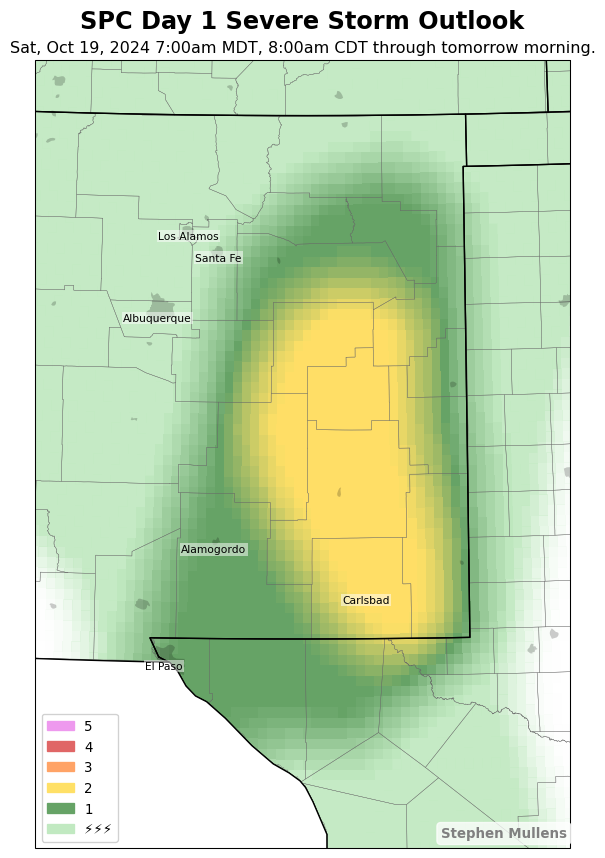 SPC Day 1 Severe Storm Outlook
Sat, Oct 19, 2024 7:00am MDT, 8:00am CDT through tomorrow morning.
Los Alamos
Santa Fe
Albuquerque
Alamogordo
Carlsbad
El Paso
5
4
3
2
1
⚡⚡⚡
Stephen Mullens